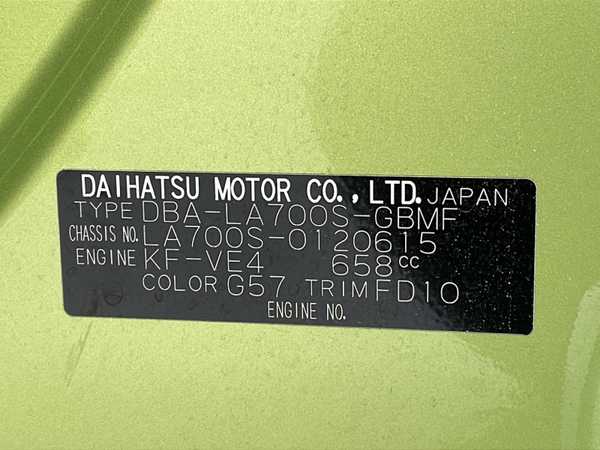 DAIHATSU MOTOR CO., LTD. JAPAN
TYPE DBA-LA700S-GBMF
CHASSIS NO. LA700S-0120615
ENGINE KF-VE4 658cc
COLOR G57 TRIM FD10
ENGINE NO.